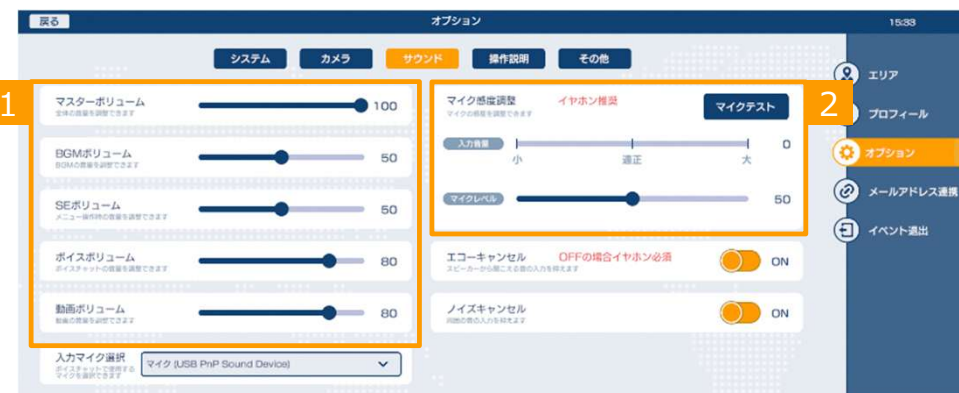 戻る
オプション
15:33
システム
カメラ
サウンド
操作説明
その他
1
マスターボリューム
100
全体の音量を調整できます
BGMボリューム
50
BGMの音量を調整できます
SEボリューム
50
メニュー操作時の音量を調整できます
ボイスボリューム
80
ボイスチャットの音量を調整できます
動画ボリューム
80
動画の音量を調整できます
入力マイク選択
ボイスチャットで使用する
マイクを選択できます
マイク (USB PnP Sound Device)
2
マイク感度調整
イヤホン推奨
マイクテスト
マイクの感度を調整できます
入力音量
0
小
適正
大
マイクレベル
50
エコーキャンセル
OFFの場合イヤホン必須
ON
スピーカーから聞こえる音の入力を抑えます
ノイズキャンセル
ON
周囲の音の入力を抑えます
エリア
プロフィール
オプション
メールアドレス連携
イベント退出